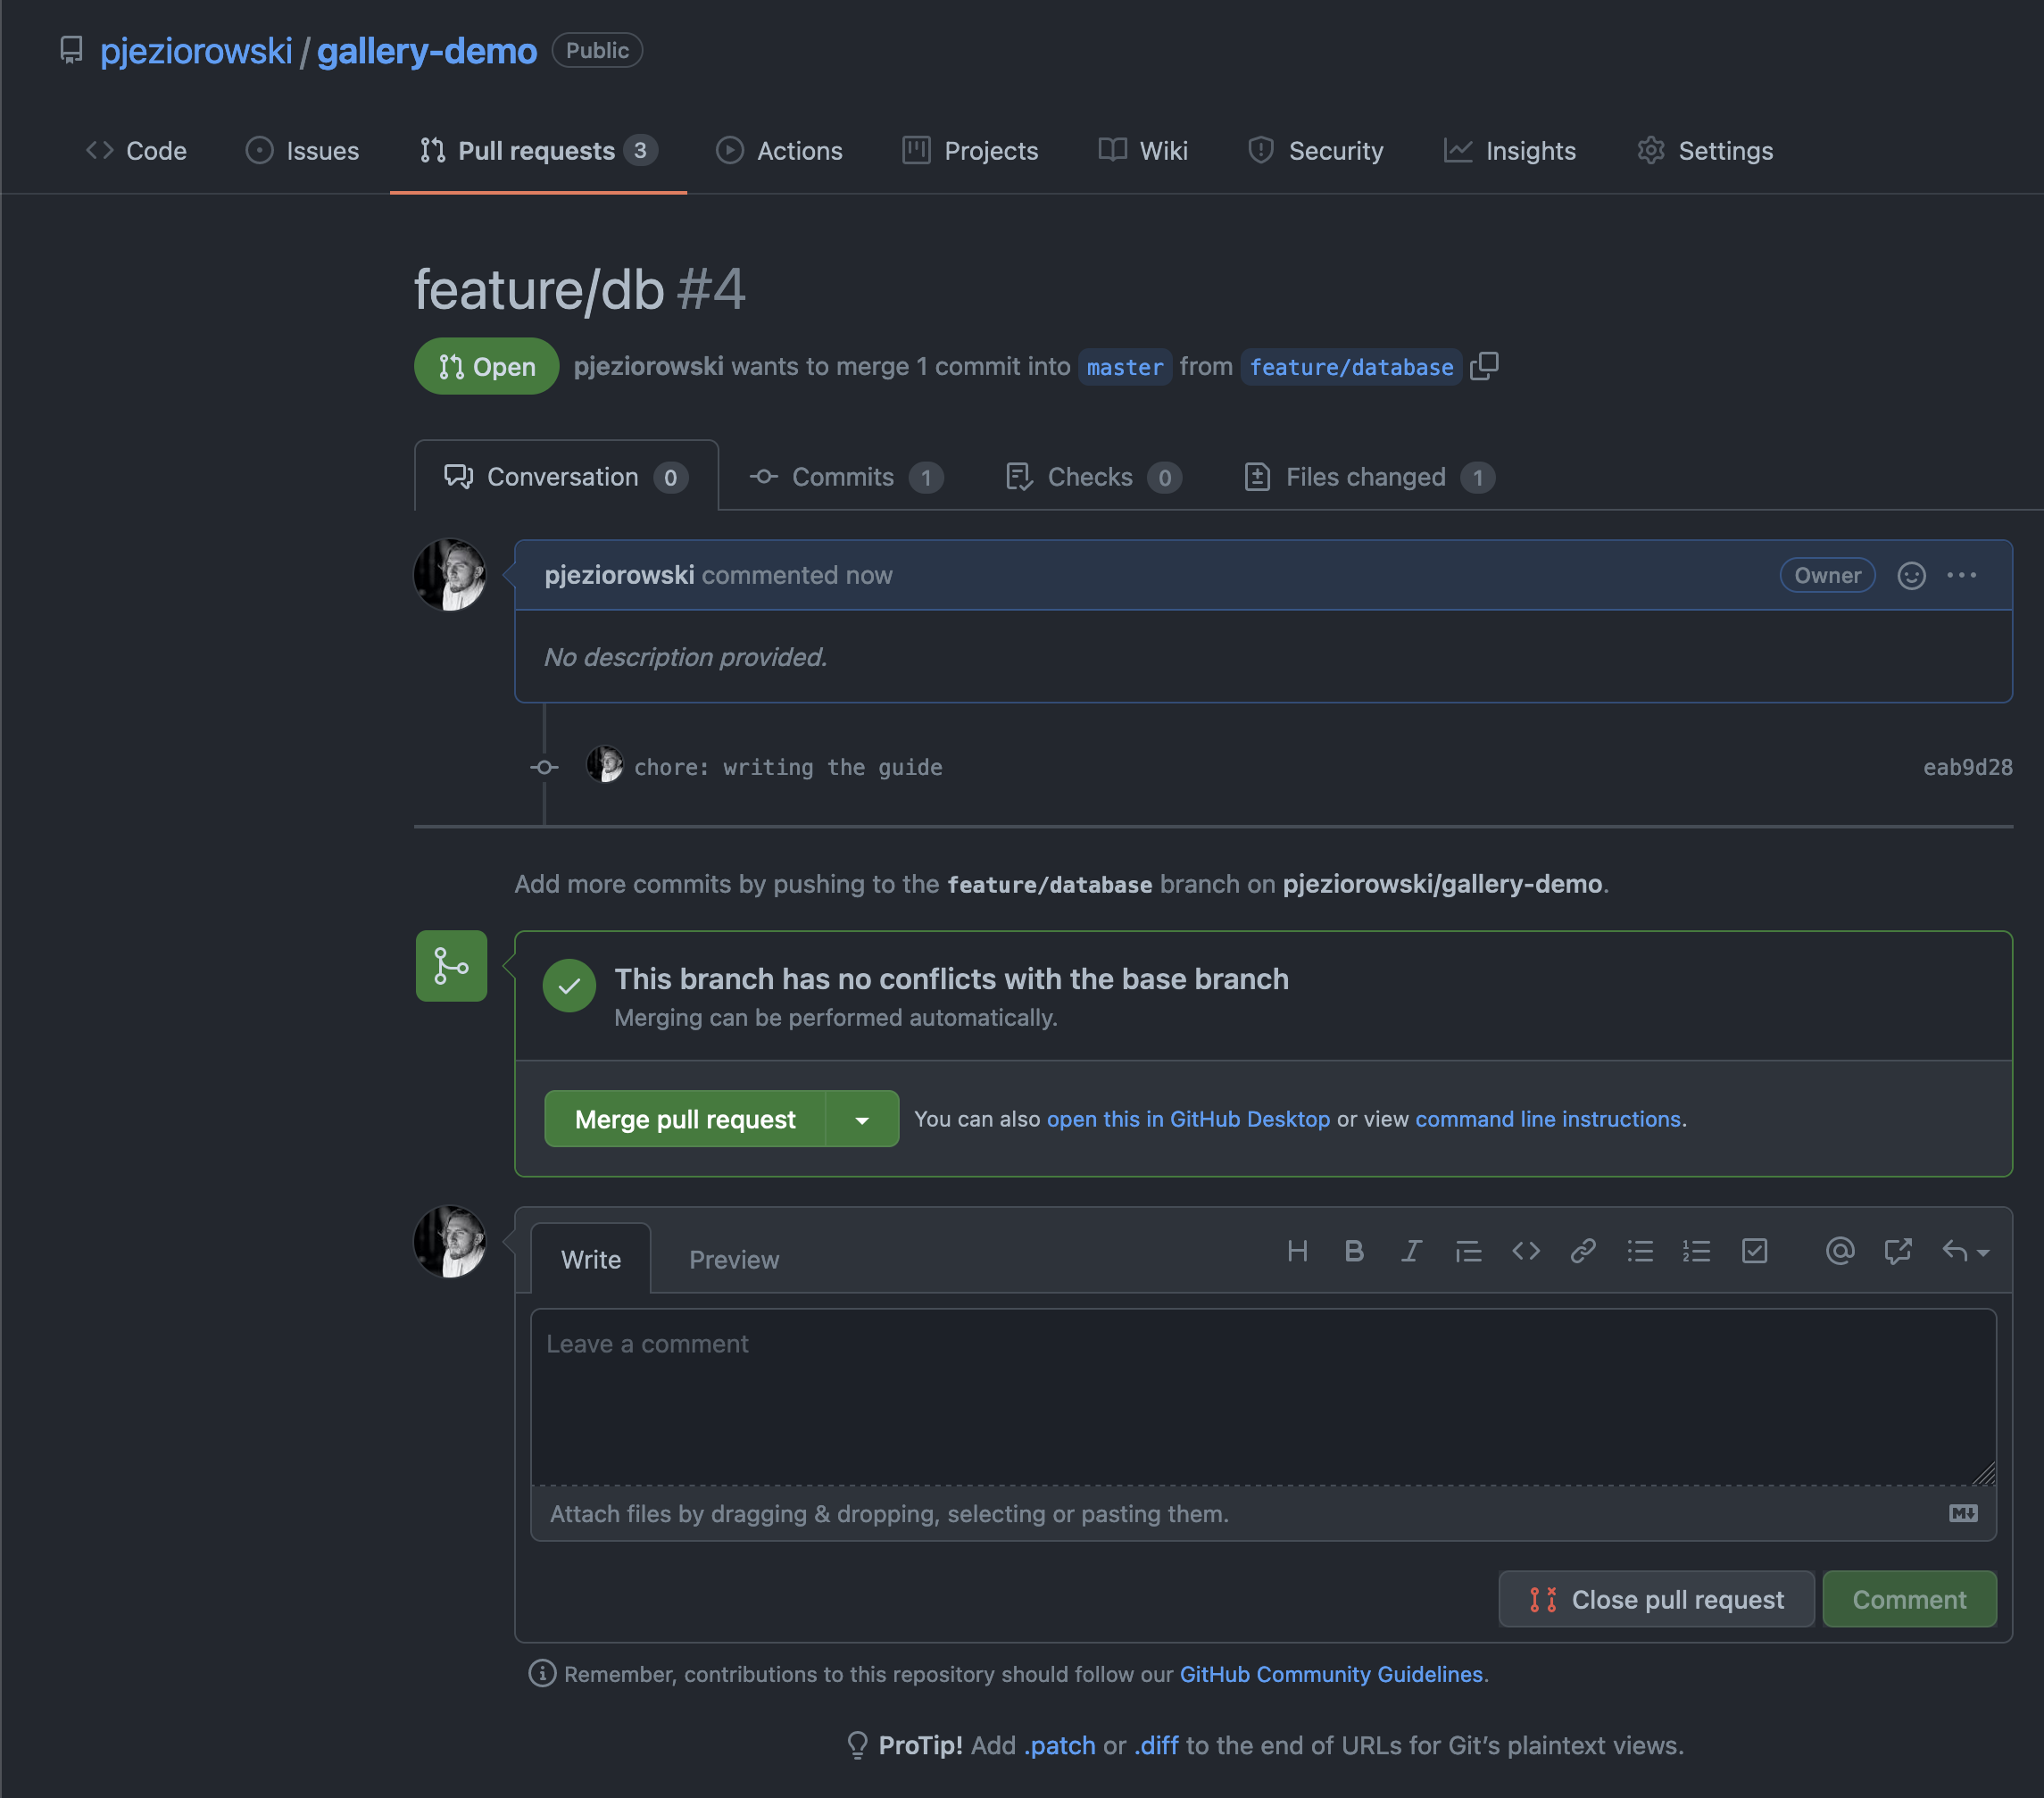 pjeziorowski / gallery-demo Public
Code Issues Pull requests 3 Actions Projects Wiki Security Insights Settings
feature/db #4
Open pjeziorowski wants to merge 1 commit into master from feature/database
Conversation 0 Commits 1 Checks 0 Files changed 1
pjeziorowski commented now Owner
No description provided.
chore: writing the guide eab9d28
Add more commits by pushing to the feature/database branch on pjeziorowski/gallery-demo.
This branch has no conflicts with the base branch
Merging can be performed automatically.
Merge pull request You can also open this in GitHub Desktop or view command line instructions.
Write Preview
Leave a comment
Attach files by dragging & dropping, selecting or pasting them.
Close pull request Comment
Remember, contributions to this repository should follow our GitHub Community Guidelines.
ProTip! Add .patch or .diff to the end of URLs for Git’s plaintext views.